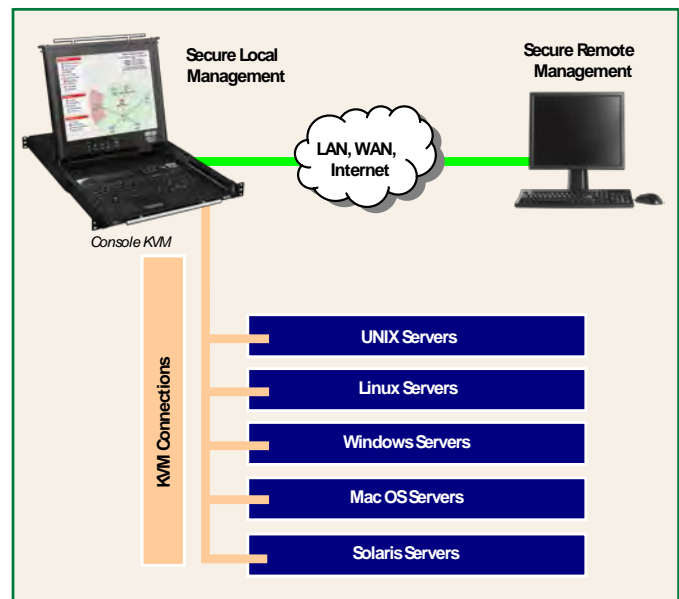 Secure Local
Management
Secure Remote
Management
LAN, WAN,
Internet
Console KVM
KVM Connections
UNIX Servers
Linux Servers
Windows Servers
Mac OS Servers
Solaris Servers